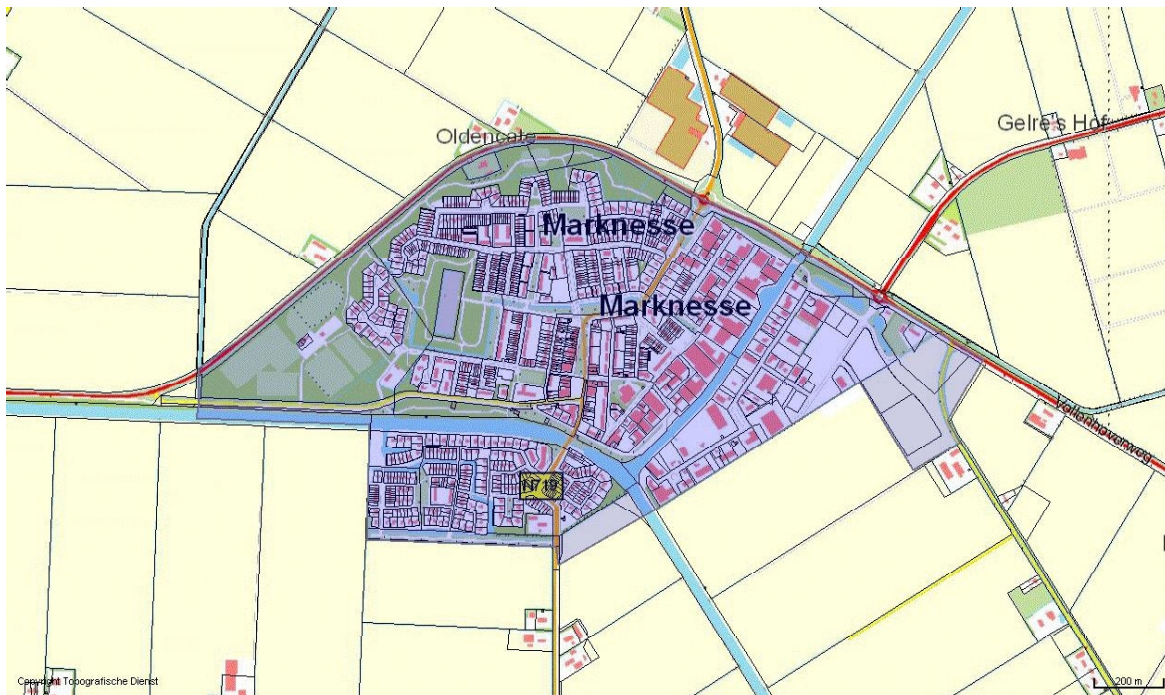 Oldencate
Gelre's Hof
Marknesse
Marknesse
Vollenhoverweg
N719
Copyright Topografische Dienst
200 m